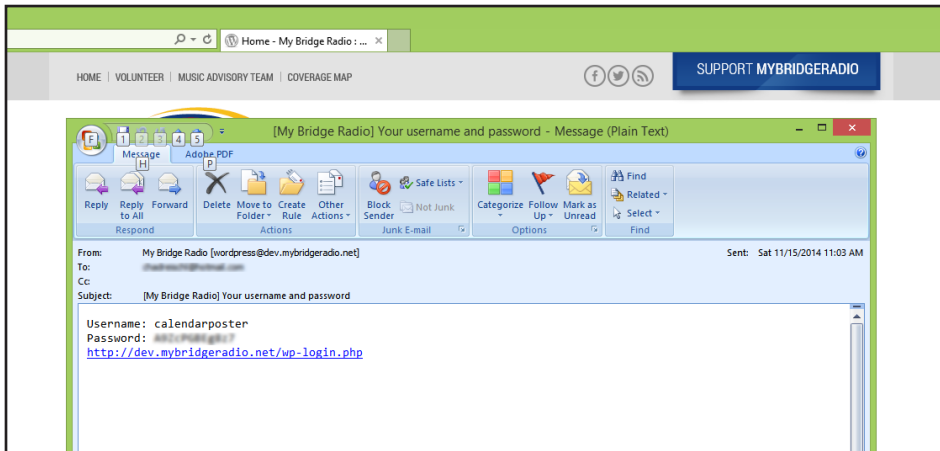 Home - My Bridge Radio : ... ×
HOME | VOLUNTEER | MUSIC ADVISORY TEAM | COVERAGE MAP
SUPPORT MYBRIDGERADIO
[My Bridge Radio] Your username and password - Message (Plain Text)
F 1 2 3 4 5
Message Adobe PDF
H P
Reply Reply to All Forward
Delete Move to Folder Create Rule Other Actions
Block Sender Safe Lists Not Junk
Categorize Follow Up Mark as Unread
Find Related Select
Respond Actions Junk E-mail Options Find
From: My Bridge Radio [wordpress@dev.mybridgeradio.net] Sent: Sat 11/15/2014 11:03 AM
To:
Cc:
Subject: [My Bridge Radio] Your username and password
Username: calendarposter
Password:
http://dev.mybridgeradio.net/wp-login.php